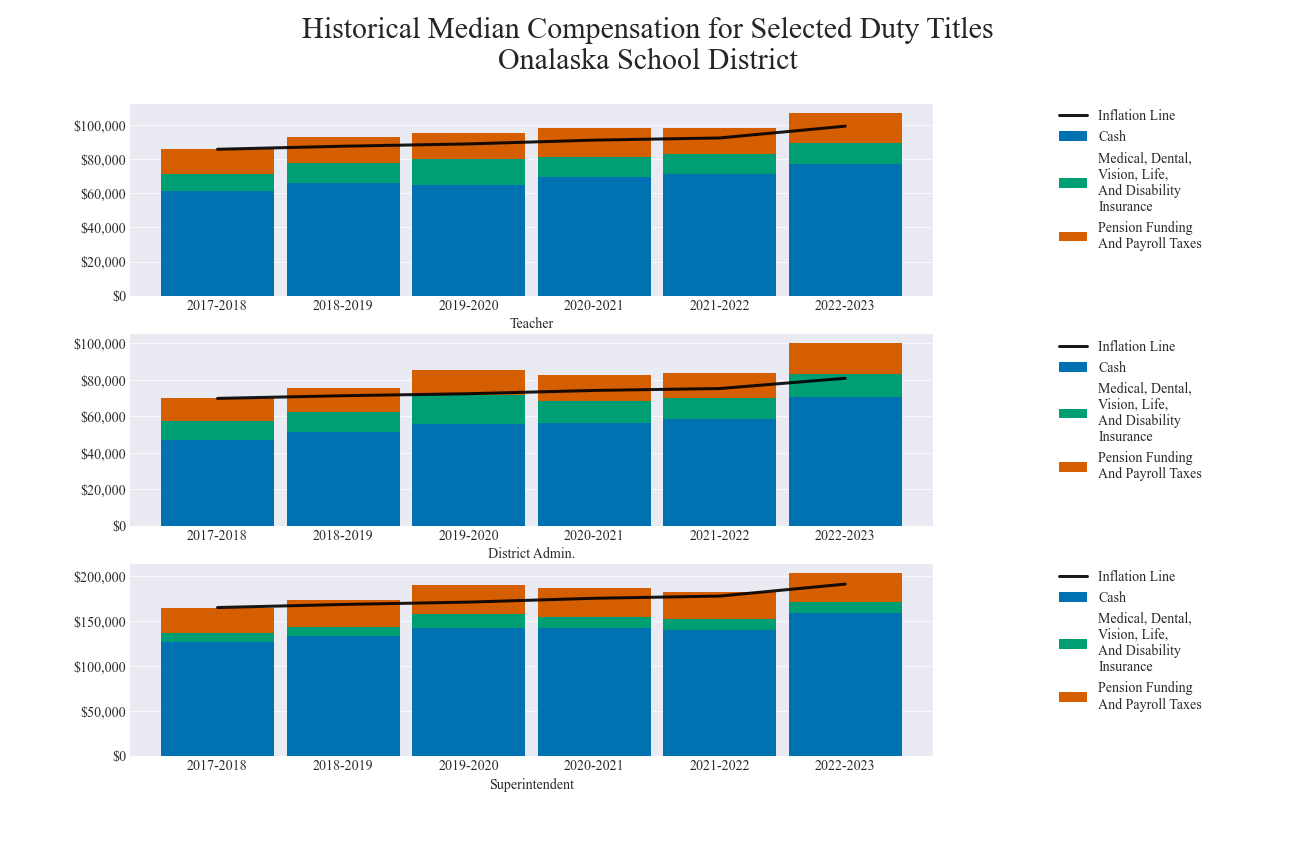 Historical Median Compensation for Selected Duty Titles
Onalaska School District
$100,000
$80,000
$60,000
$40,000
$20,000
$0
2017-2018
2018-2019
2019-2020
2020-2021
2021-2022
2022-2023
Teacher
Inflation Line
Cash
Medical, Dental,
Vision, Life,
And Disability
Insurance
Pension Funding
And Payroll Taxes
$100,000
$80,000
$60,000
$40,000
$20,000
$0
2017-2018
2018-2019
2019-2020
2020-2021
2021-2022
2022-2023
District Admin.
Inflation Line
Cash
Medical, Dental,
Vision, Life,
And Disability
Insurance
Pension Funding
And Payroll Taxes
$200,000
$150,000
$100,000
$50,000
$0
2017-2018
2018-2019
2019-2020
2020-2021
2021-2022
2022-2023
Superintendent
Inflation Line
Cash
Medical, Dental,
Vision, Life,
And Disability
Insurance
Pension Funding
And Payroll Taxes